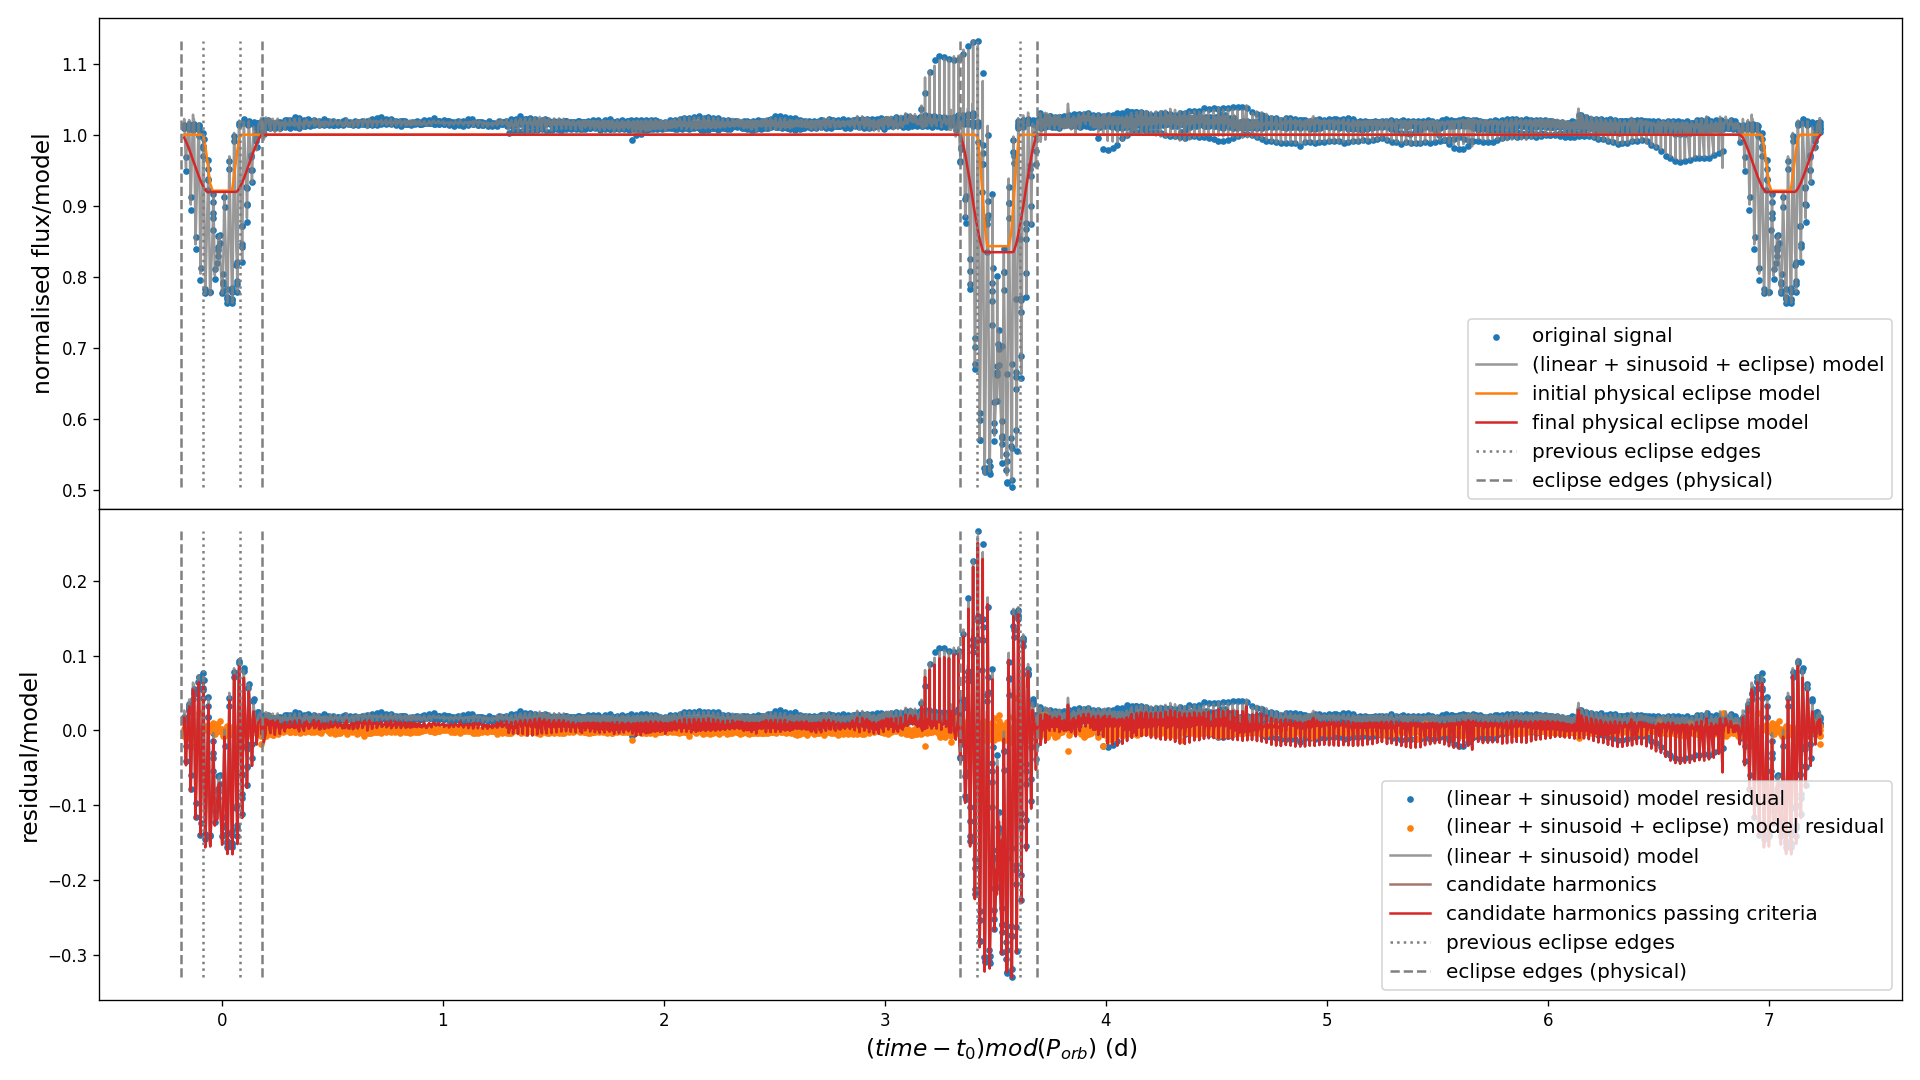 normalised flux/model
1.1
1.0
0.9
0.8
0.7
0.6
0.5
original signal
(linear + sinusoid + eclipse) model
initial physical eclipse model
final physical eclipse model
previous eclipse edges
eclipse edges (physical)
residual/model
0.2
0.1
0.0
−0.1
−0.2
−0.3
(linear + sinusoid) model residual
(linear + sinusoid + eclipse) model residual
(linear + sinusoid) model
candidate harmonics
candidate harmonics passing criteria
previous eclipse edges
eclipse edges (physical)
0 1 2 3 4 5 6 7
(time − t₀)mod(P_orb) (d)